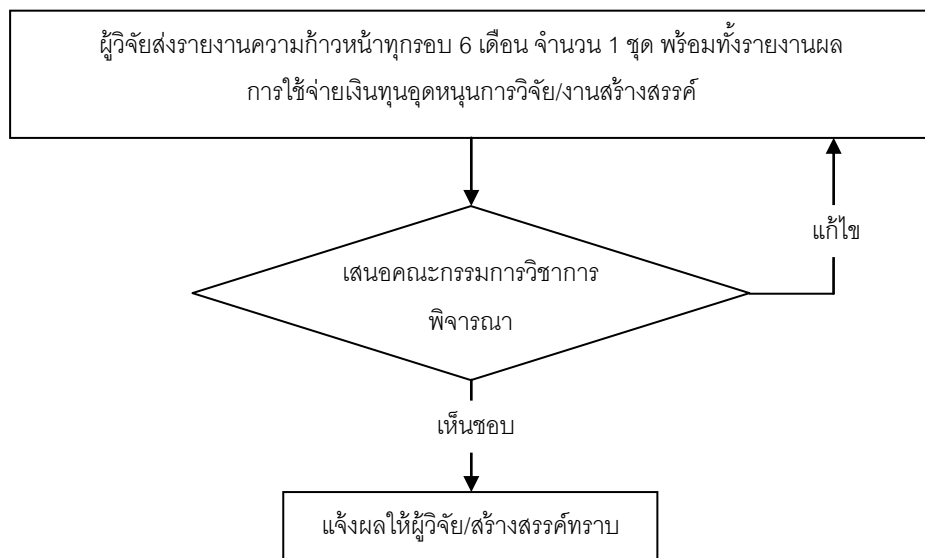 ผู้วิจัยส่งรายงานความก้าวหน้าทุกรอบ 6 เดือน จำนวน 1 ชุด พร้อมทั้งรายงานผล
การใช้จ่ายเงินทุนอุดหนุนการวิจัย/งานสร้างสรรค์
แก้ไข
เสนอคณะกรรมการวิชาการ
พิจารณา
เห็นชอบ
แจ้งผลให้ผู้วิจัย/สร้างสรรค์ทราบ